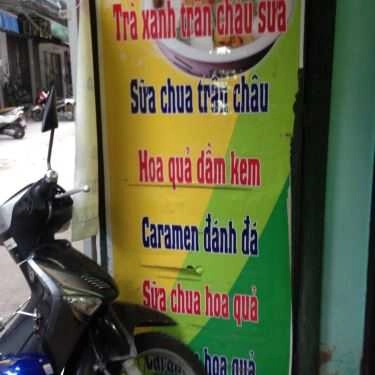 Trà xanh trân châu sữa
Sữa chua trân châu
Hoa quả dầm kem
Caramen đánh đá
Sữa chua hoa quả
hoa quả